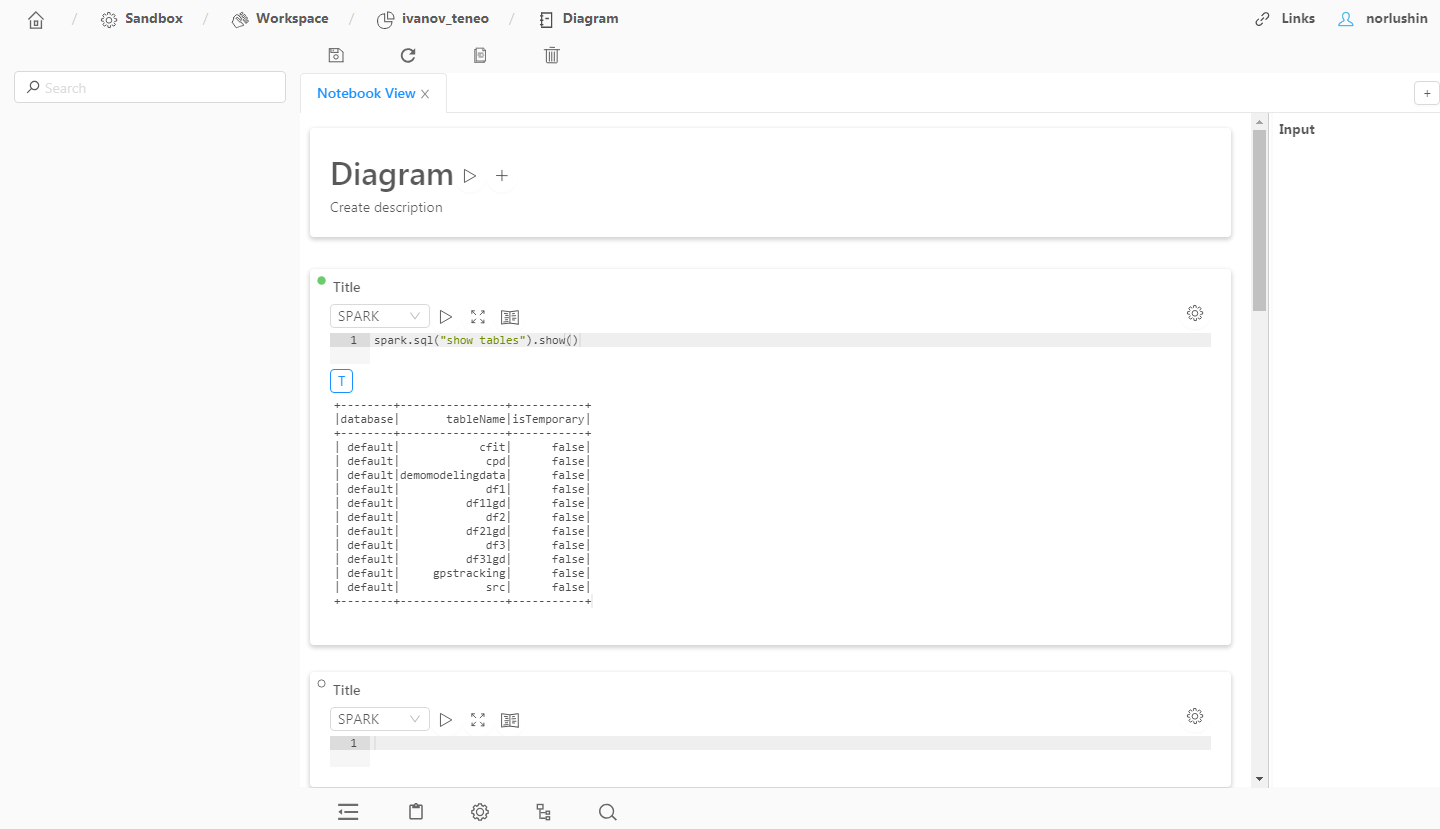 / Sandbox / Workspace / ivanov_teneo / Diagram
Links norlushin
Search
Notebook View
+
Input
Diagram
Create description
Title
SPARK
1 spark.sql("show tables").show()
T
+--------+---------------+-----------+
|database|      tableName|isTemporary|
+--------+---------------+-----------+
| default|           cfit|      false|
| default|            cpd|      false|
| default|demomodelingdata|      false|
| default|            df1|      false|
| default|         df1lgd|      false|
| default|            df2|      false|
| default|         df2lgd|      false|
| default|            df3|      false|
| default|         df3lgd|      false|
| default|    gpstracking|      false|
| default|            src|      false|
+--------+---------------+-----------+
Title
SPARK
1